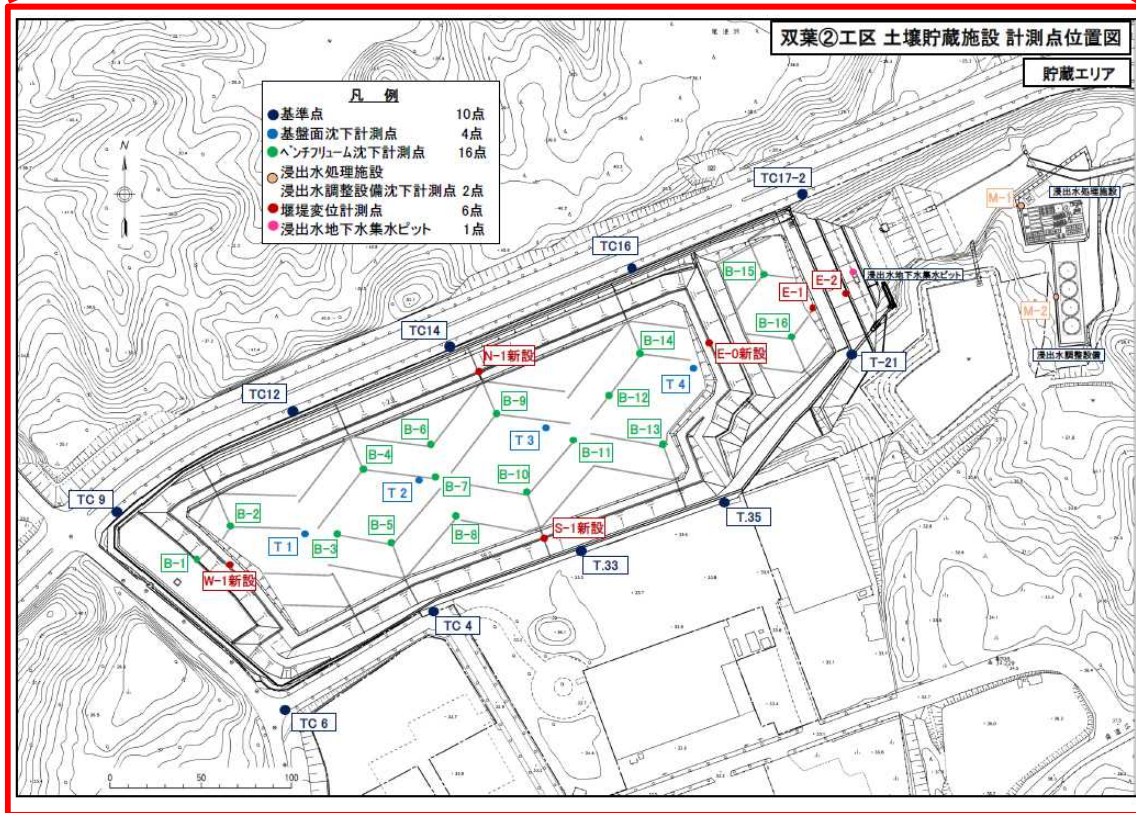 双葉②工区 土壌貯蔵施設 計測点位置図
貯蔵エリア
凡 例
基準点 10点
基盤面沈下計測点 4点
ベンチフリューム沈下計測点 16点
浸出水処理施設
浸出水調整設備沈下計測点 2点
堰堤変位計測点 6点
浸出水地下水集水ピット 1点
N
TC17-2
M-1
浸出水処理施設
TC16
B-15
E-2
浸出水地下水集水ピット
E-1
M-2
TC14
B-16
N-1新設
B-14
E-0新設
T-21
浸出水調整設備
T 4
TC12
B-9
B-12
B-6
T 3
B-13
B-4
B-11
B-10
T 2
B-7
TC 9
B-2
B-5
B-8
S-1新設
T.35
T 1
B-3
B-1
W-1新設
T.33
TC 4
TC 6
0 50 100